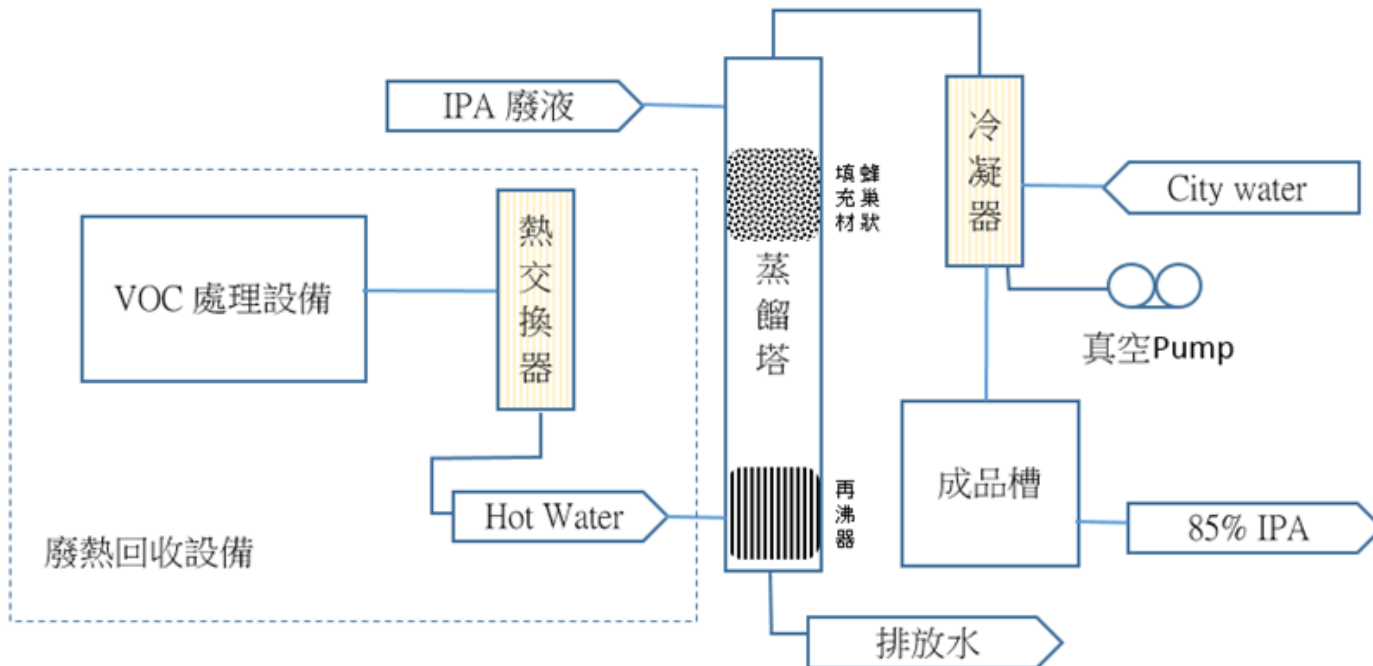 IPA 廢液
冷凝器
蜂巢狀
填充材
City water
熱交換器
VOC 處理設備
蒸餾塔
真空Pump
成品槽
再沸器
Hot Water
85% IPA
廢熱回收設備
排放水